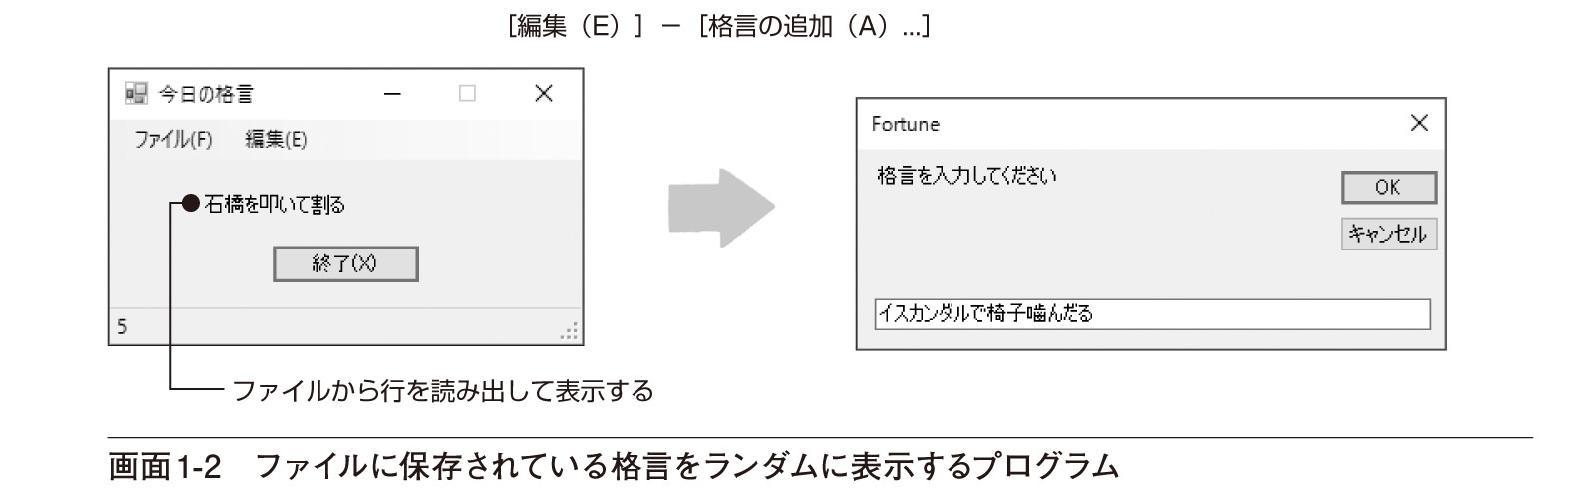 ［編集（E）］－［格言の追加（A）...］
今日の格言
ファイル(F) 編集(E)
石橋を叩いて割る
終了(X)
5
ファイルから行を読み出して表示する
Fortune
格言を入力してください
OK
キャンセル
イスカンダルで椅子噛んだる
画面1-2　ファイルに保存されている格言をランダムに表示するプログラム